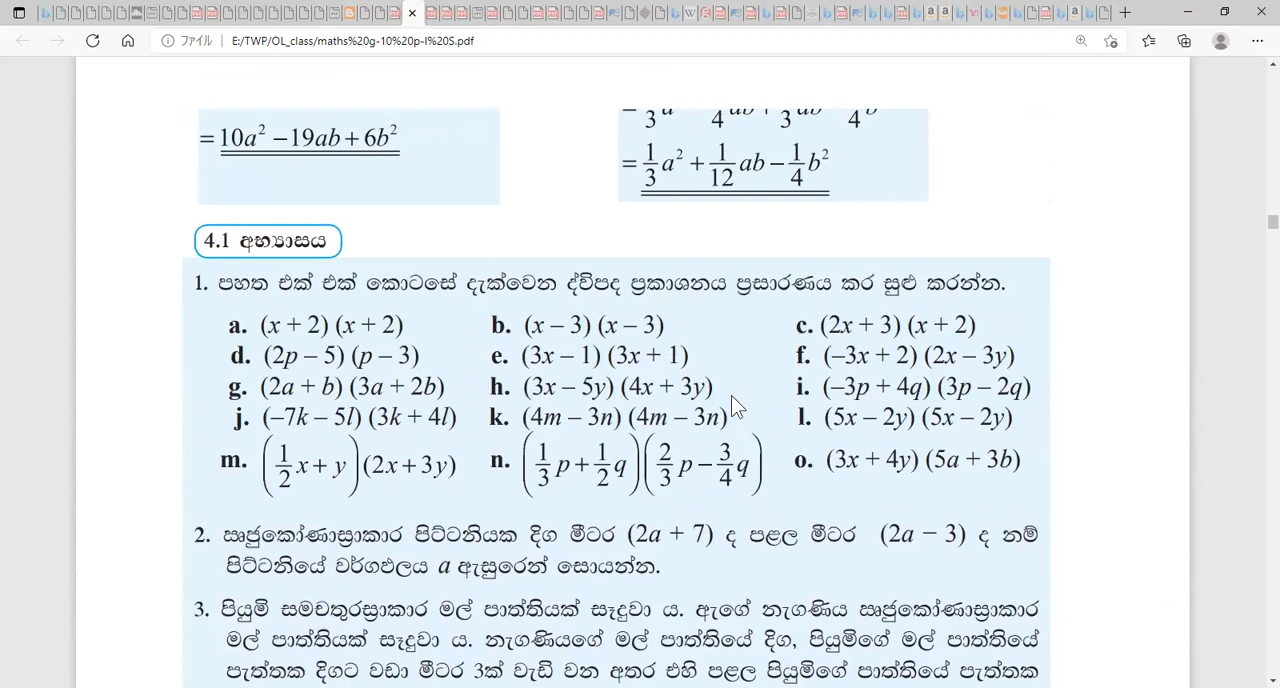 ファイル | E:/TWP/OL_class/maths%20g-10%20p-I%20S.pdf
= 10a² − 19ab + 6b²
= 1/3 a² + 1/12 ab − 1/4 b²
4.1 අභ්‍යාසය
1. පහත එක් එක් කොටසේ දැක්වෙන ද්විපද ප්‍රකාශනය ප්‍රසාරණය කර සුළු කරන්න.
a. (x + 2) (x + 2) b. (x – 3) (x – 3) c. (2x + 3) (x + 2)
d. (2p – 5) (p – 3) e. (3x – 1) (3x + 1) f. (–3x + 2) (2x – 3y)
g. (2a + b) (3a + 2b) h. (3x – 5y) (4x + 3y) i. (–3p + 4q) (3p – 2q)
j. (–7k – 5l) (3k + 4l) k. (4m – 3n) (4m – 3n) l. (5x – 2y) (5x – 2y)
m. (1/2 x + y) (2x + 3y) n. (1/3 p + 1/2 q) (2/3 p − 3/4 q) o. (3x + 4y) (5a + 3b)
2. ඍජුකෝණාස්‍රාකාර පිට්ටනියක දිග මීටර (2a + 7) ද පළල මීටර (2a − 3) ද නම්
පිට්ටනියේ වර්ගඵලය a ඇසුරෙන් සොයන්න.
3. පියුමි සමචතුරස්‍රාකාර මල් පාත්තියක් සෑදුවා ය. ඇගේ නැගණිය ඍජුකෝණාස්‍රාකාර
මල් පාත්තියක් සෑදුවා ය. නැගණියගේ මල් පාත්තියේ දිග, පියුමිගේ මල් පාත්තියේ
පැත්තක දිගට වඩා මීටර 3ක් වැඩි වන අතර එහි පළල පියුමිගේ පාත්තියේ පැත්තක